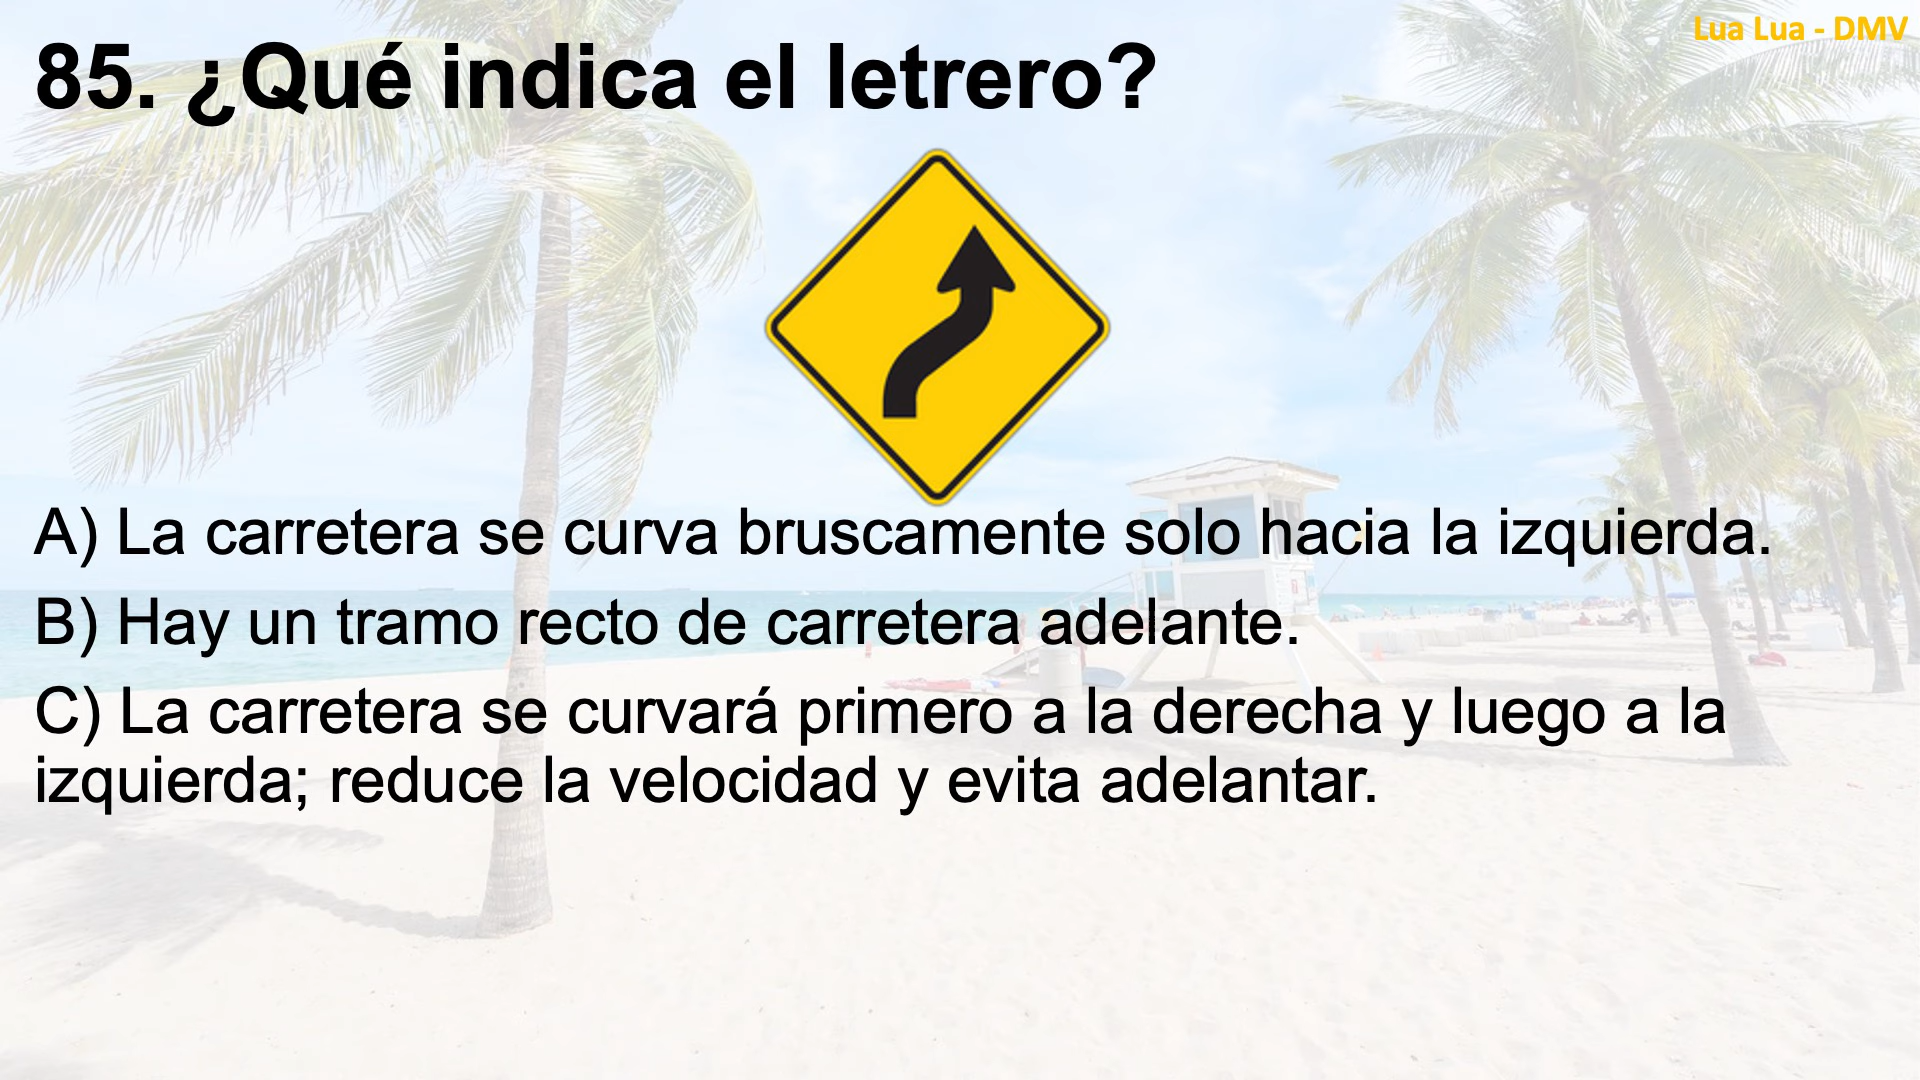 Lua Lua - DMV
85. ¿Qué indica el letrero?
A) La carretera se curva bruscamente solo hacia la izquierda.
B) Hay un tramo recto de carretera adelante.
C) La carretera se curvará primero a la derecha y luego a la
izquierda; reduce la velocidad y evita adelantar.